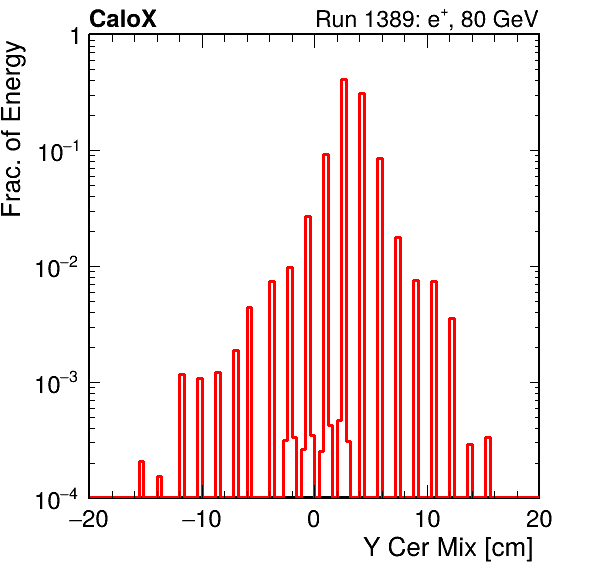 CaloX Run 1389: e⁺, 80 GeV
Frac. of Energy
1
10⁻¹
10⁻²
10⁻³
10⁻⁴
−20 −10 0 10 20
Y Cer Mix [cm]